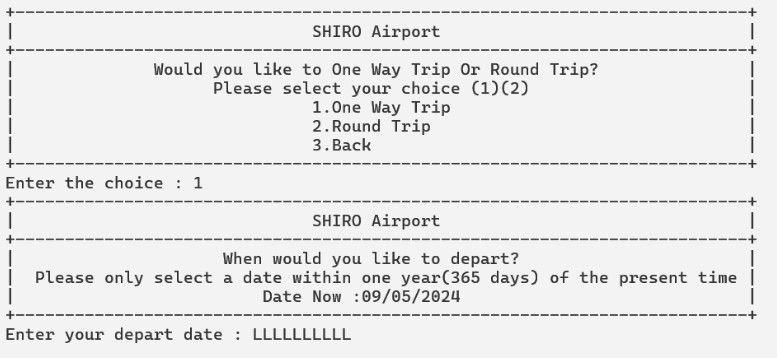 +--------------------------------------------------------------------------+
|                              SHIRO Airport                               |
+--------------------------------------------------------------------------+
|              Would you like to One Way Trip Or Round Trip?               |
|                    Please select your choice (1)(2)                      |
|                              1.One Way Trip                              |
|                              2.Round Trip                                |
|                              3.Back                                      |
+--------------------------------------------------------------------------+
Enter the choice : 1
+--------------------------------------------------------------------------+
|                              SHIRO Airport                               |
+--------------------------------------------------------------------------+
|                     When would you like to depart?                       |
|  Please only select a date within one year(365 days) of the present time |
|                         Date Now :09/05/2024                             |
+--------------------------------------------------------------------------+
Enter your depart date : LLLLLLLLLL